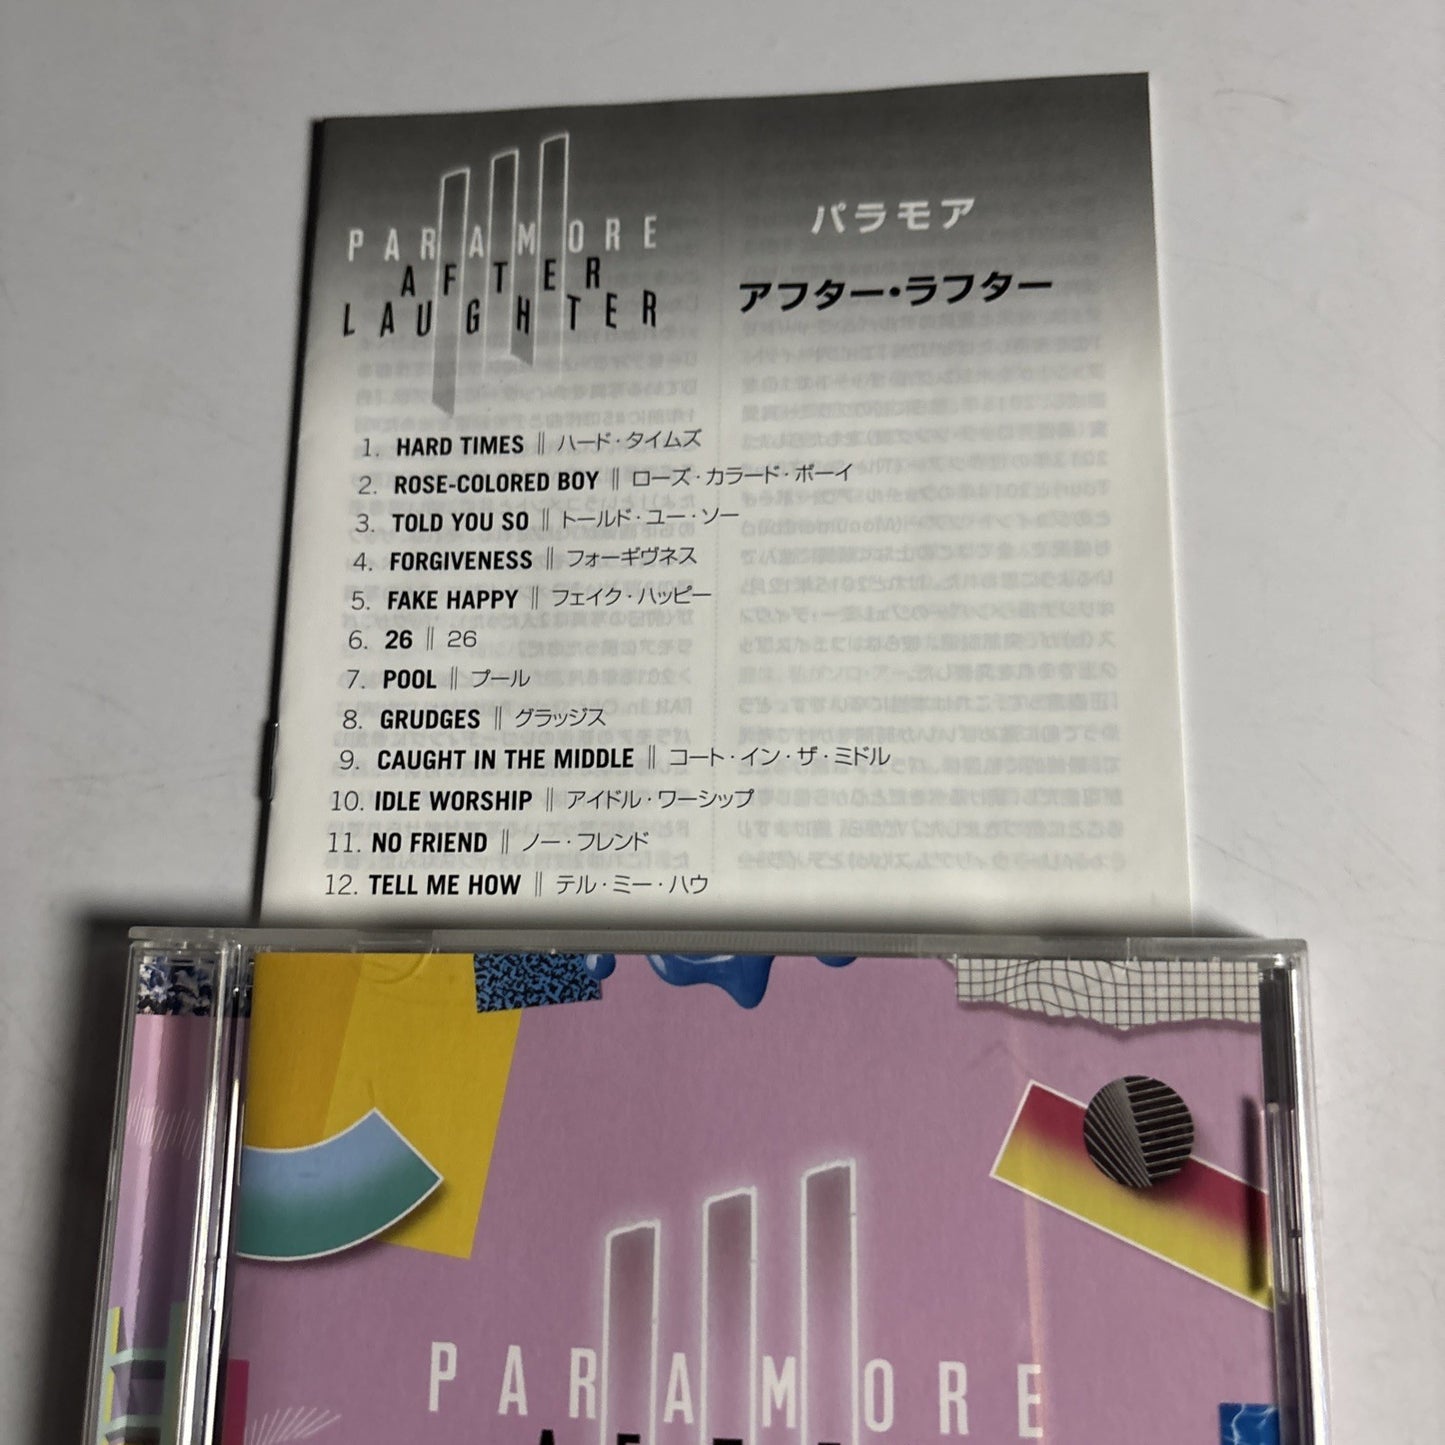 PARAMORE
AFTER
LAUGHTER
パラモア
アフター・ラフター
1. HARD TIMES || ハード・タイムズ
2. ROSE-COLORED BOY || ローズ・カラード・ボーイ
3. TOLD YOU SO || トールド・ユー・ソー
4. FORGIVENESS || フォーギヴネス
5. FAKE HAPPY || フェイク・ハッピー
6. 26 || 26
7. POOL || プール
8. GRUDGES || グラッジス
9. CAUGHT IN THE MIDDLE || コート・イン・ザ・ミドル
10. IDLE WORSHIP || アイドル・ワーシップ
11. NO FRIEND || ノー・フレンド
12. TELL ME HOW || テル・ミー・ハウ
PARAMORE